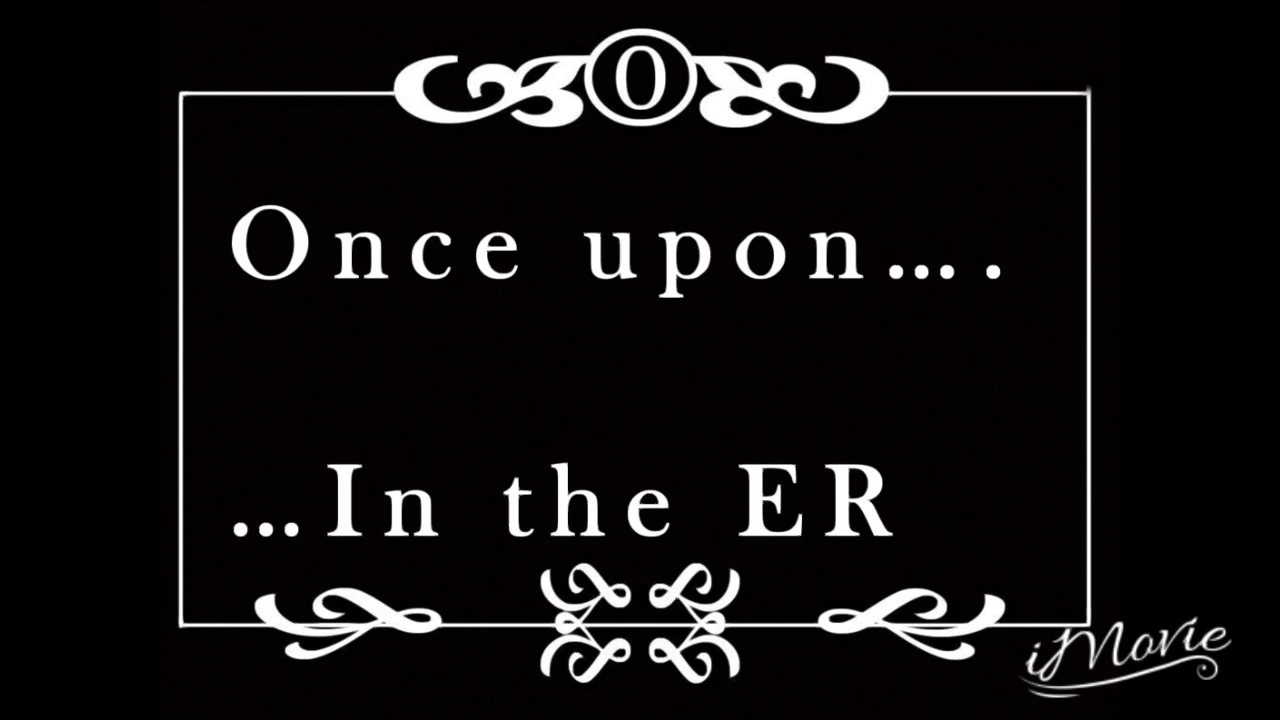 O
Once upon... .
...In the ER
iMovie